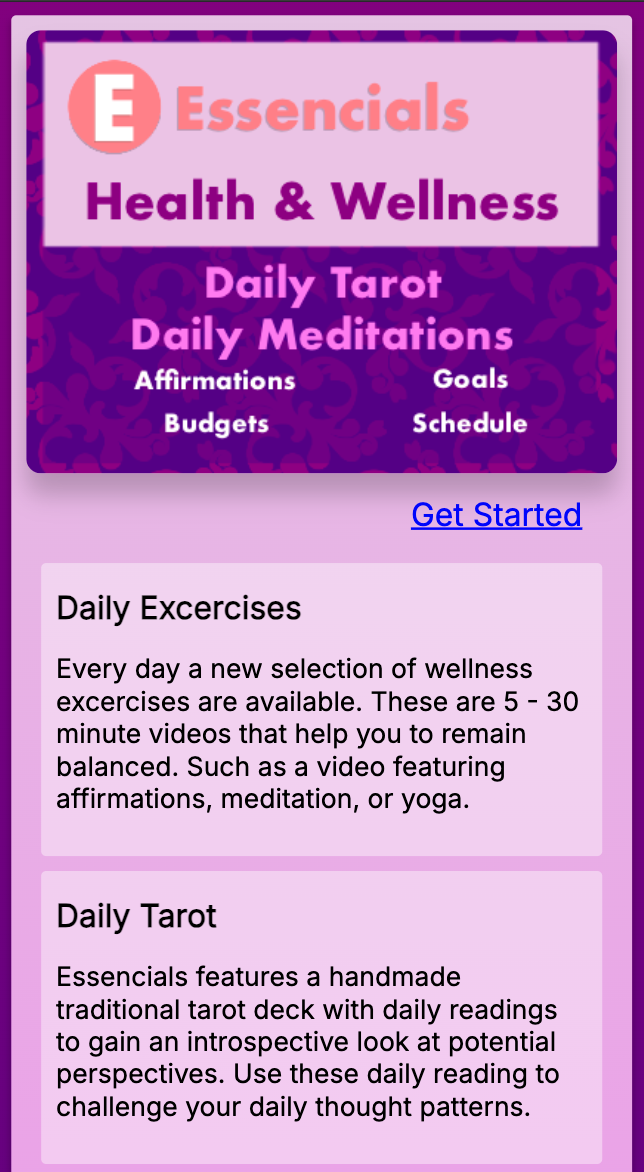 E Essencials
Health & Wellness
Daily Tarot
Daily Meditations
Affirmations Goals
Budgets Schedule
Get Started
Daily Excercises
Every day a new selection of wellness
excercises are available. These are 5 - 30
minute videos that help you to remain
balanced. Such as a video featuring
affirmations, meditation, or yoga.
Daily Tarot
Essencials features a handmade
traditional tarot deck with daily readings
to gain an introspective look at potential
perspectives. Use these daily reading to
challenge your daily thought patterns.